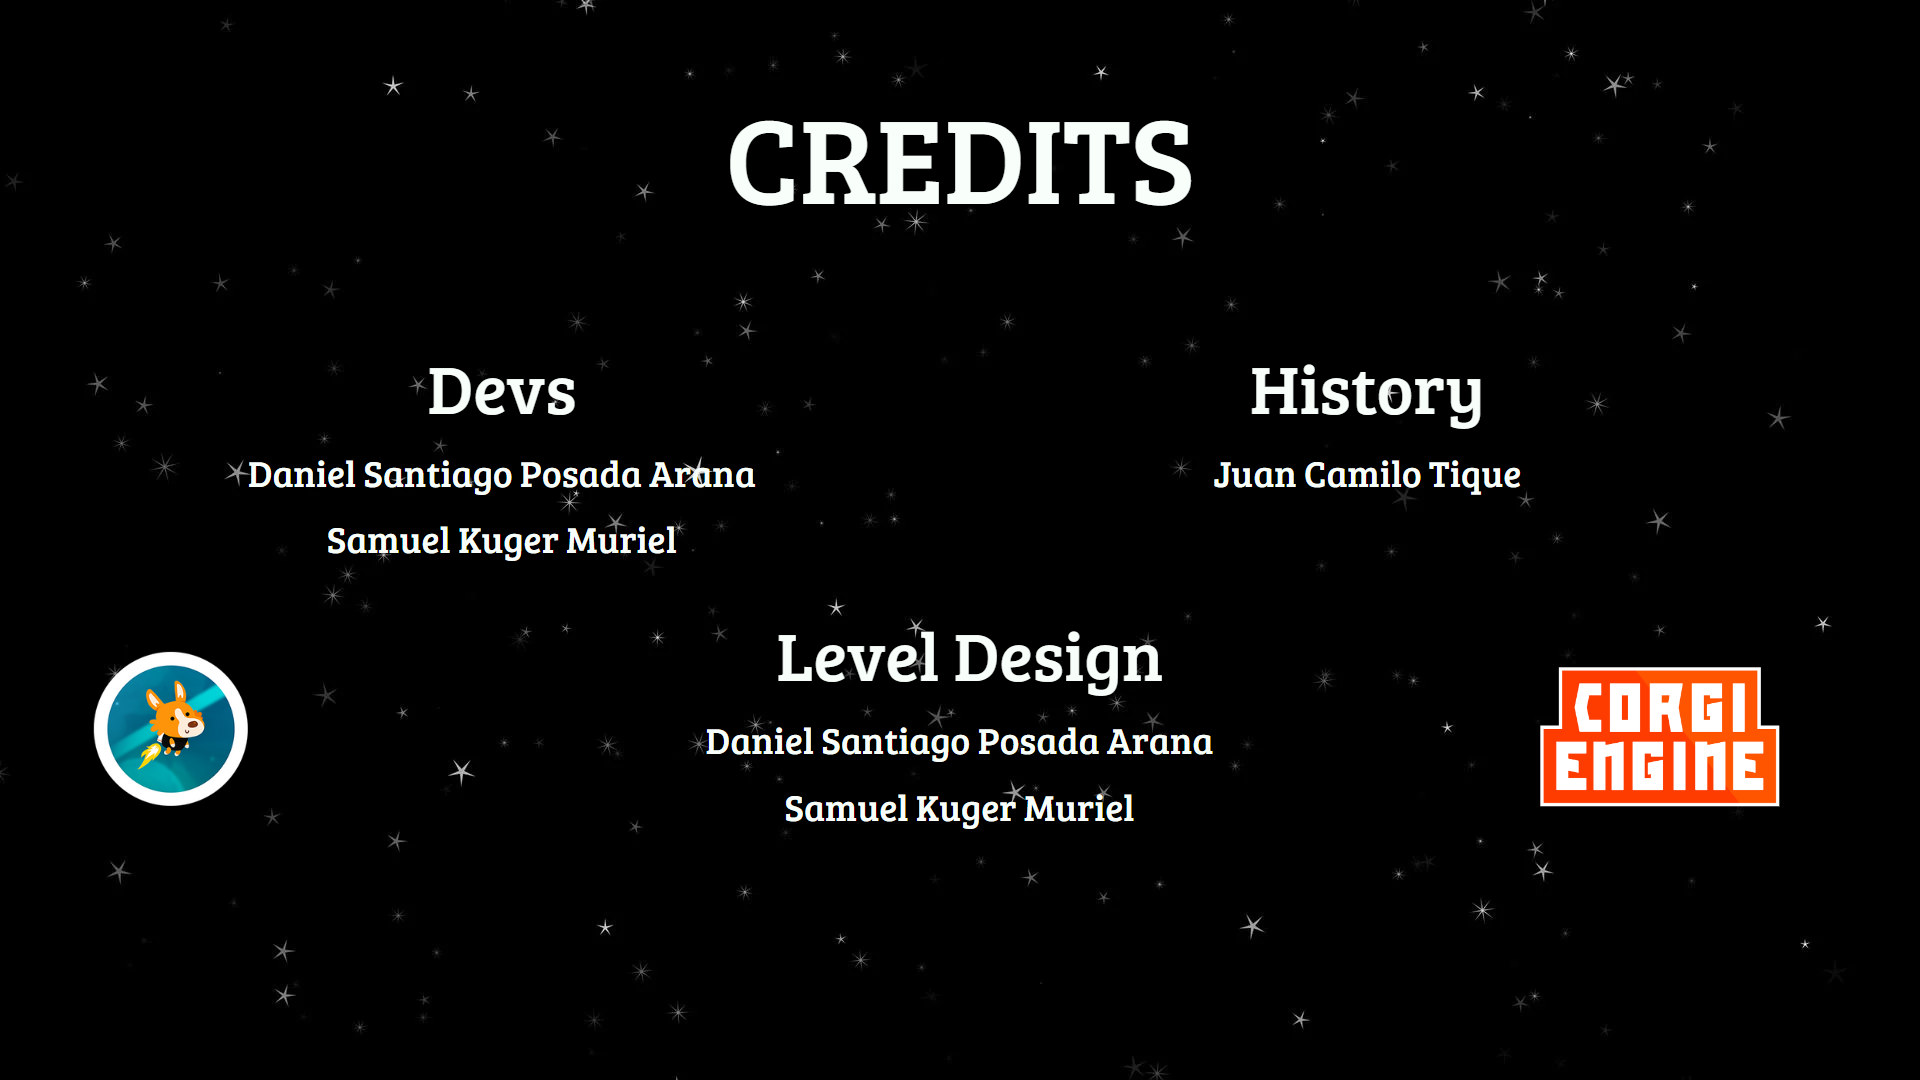 CREDITS
Devs
Daniel Santiago Posada Arana
Samuel Kuger Muriel
History
Juan Camilo Tique
Level Design
Daniel Santiago Posada Arana
Samuel Kuger Muriel
CORGI
ENGINE